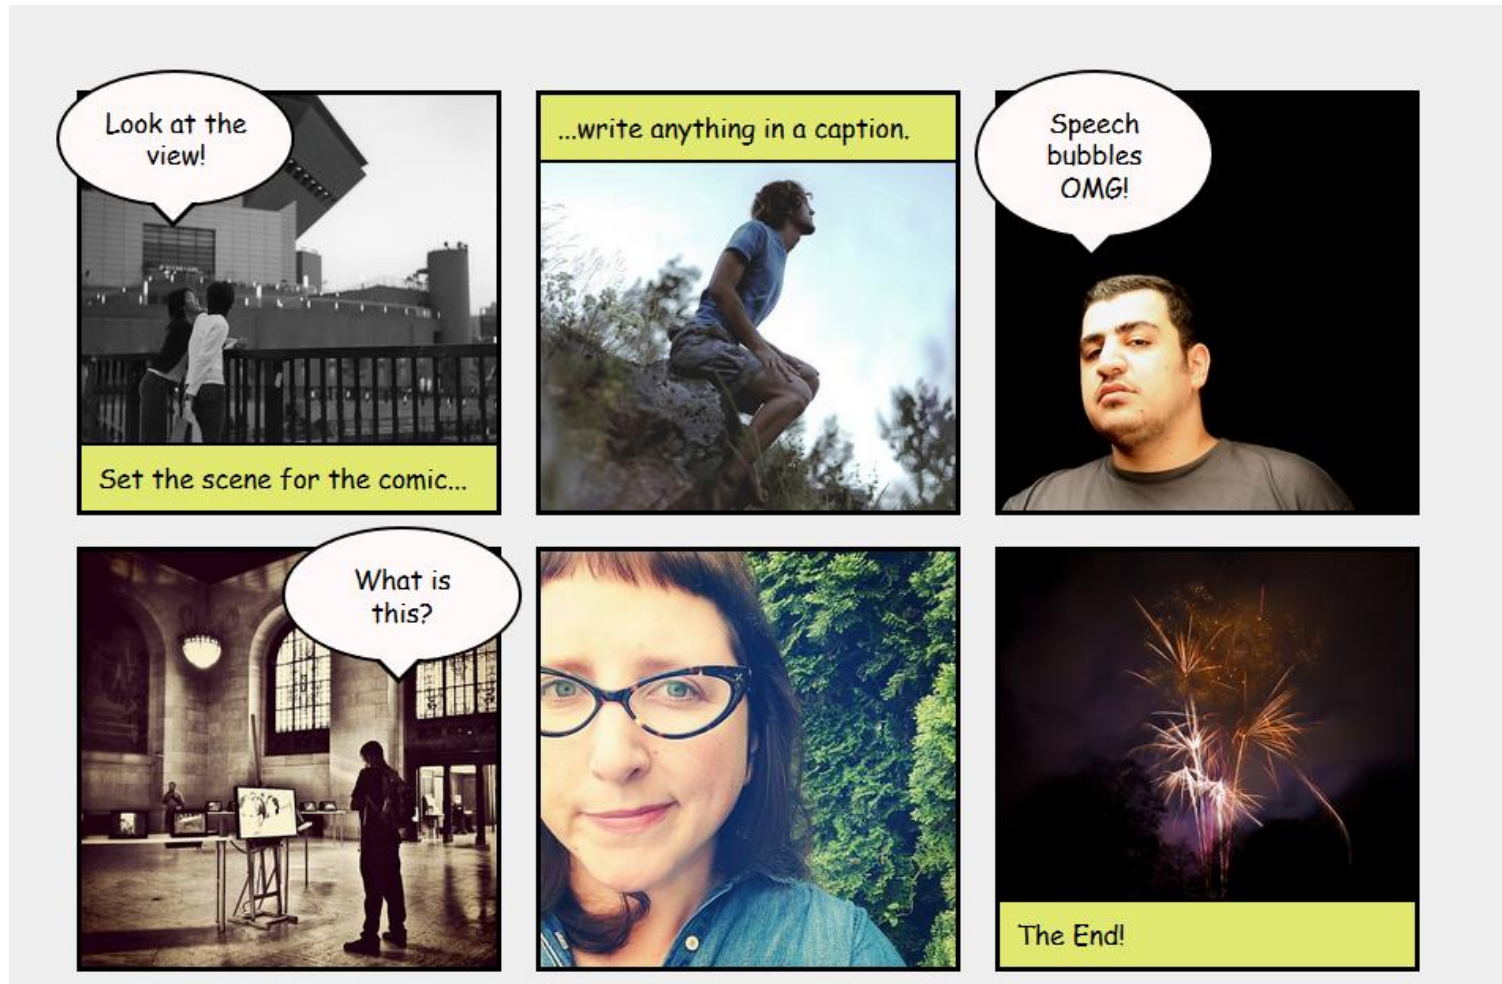 Look at the
view!
Set the scene for the comic...
...write anything in a caption.
Speech
bubbles
OMG!
What is
this?
The End!